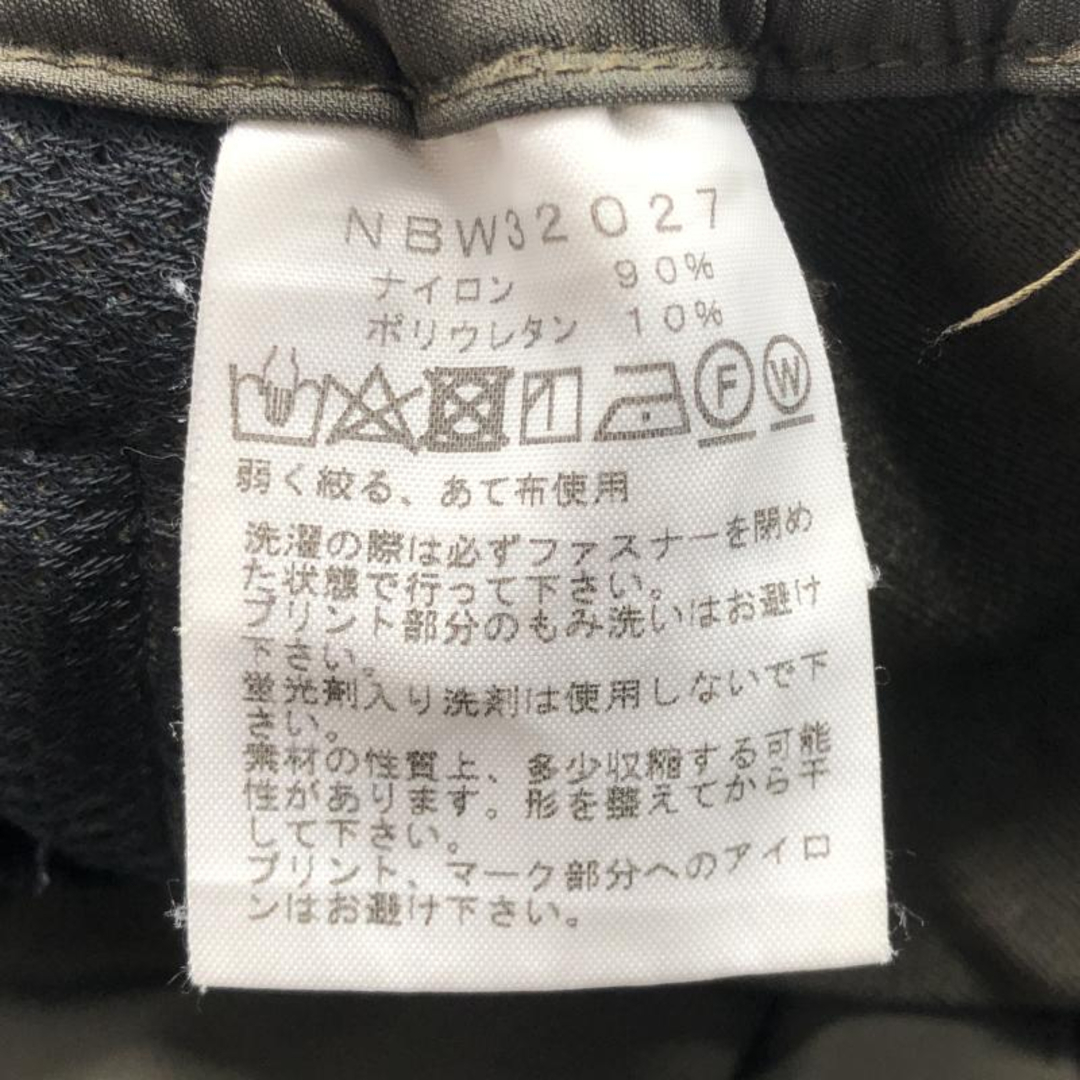 NBW32027
ナイロン 90%
ポリウレタン 10%
F W
弱く絞る、あて布使用
洗濯の際は必ずファスナーを閉め
た状態で行って下さい。
プリント部分のもみ洗いはお避け
下さい。
蛍光剤入り洗剤は使用しないで下
さい。
素材の性質上、多少収縮する可能
性があります。形を整えてから干
して下さい。
プリント、マーク部分へのアイロ
ンはお避け下さい。